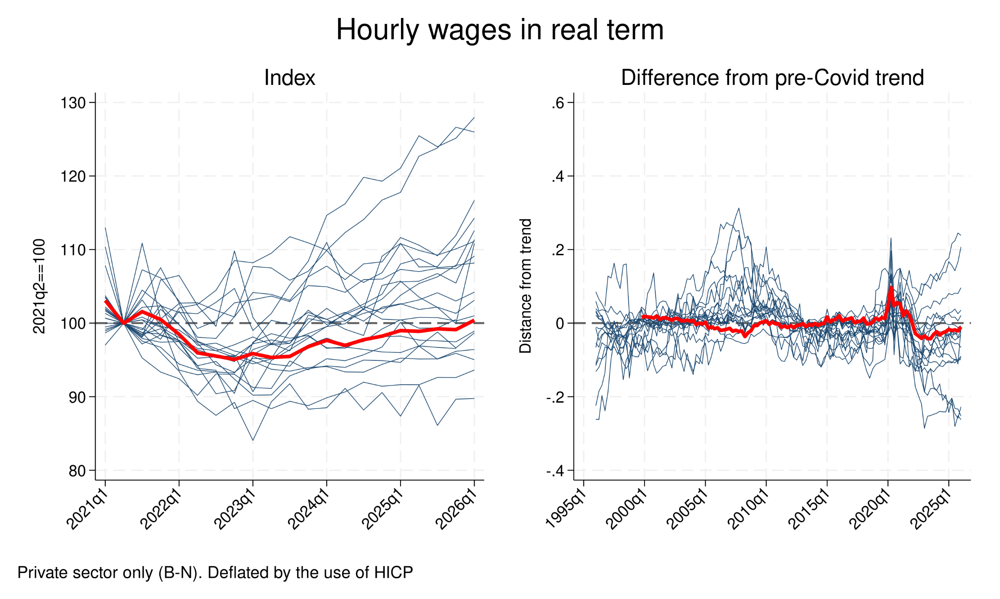 Hourly wages in real term
Index
2021q2==100
130
120
110
100
90
80
2021q1
2022q1
2023q1
2024q1
2025q1
2026q1
Difference from pre-Covid trend
Distance from trend
.6
.4
.2
0
-.2
-.4
1995q1
2000q1
2005q1
2010q1
2015q1
2020q1
2025q1
Private sector only (B-N). Deflated by the use of HICP